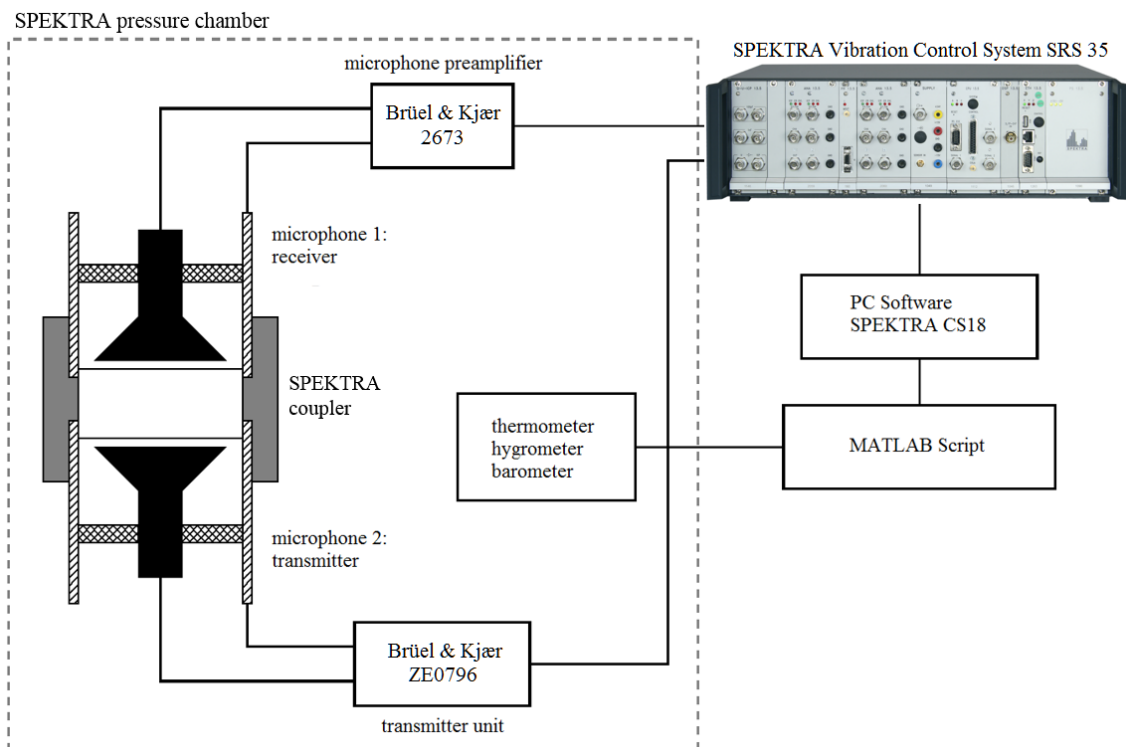 SPEKTRA pressure chamber
SPEKTRA Vibration Control System SRS 35
microphone preamplifier
Brüel & Kjær
2673
SPEKTRA
microphone 1:
receiver
PC Software
SPEKTRA CS18
SPEKTRA
coupler
thermometer
hygrometer
barometer
MATLAB Script
microphone 2:
transmitter
Brüel & Kjær
ZE0796
transmitter unit